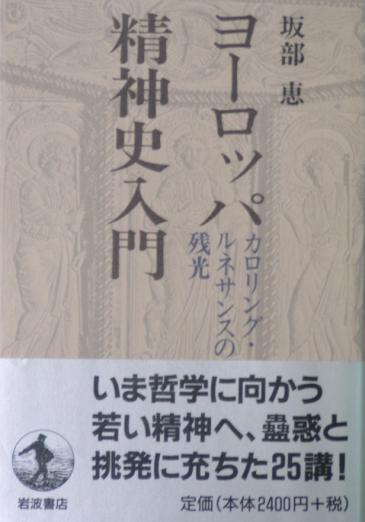 坂部 恵
ヨーロッパ
精神史入門
カロリング・
ルネサンスの
残光
いま哲学に向かう
若い精神へ、蠱惑と
挑発に充ちた25講!
岩波書店
定価(本体2400円+税)